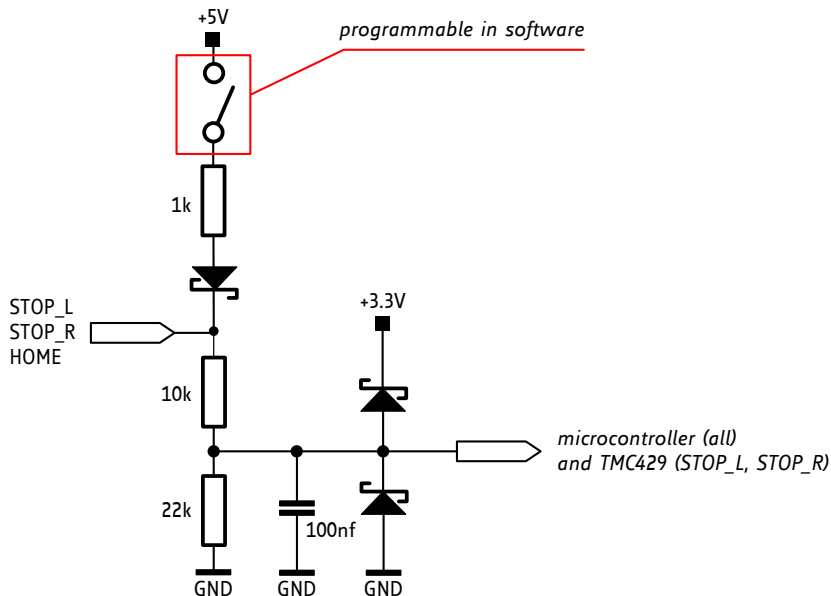 +5V
programmable in software
1k
STOP_L
STOP_R
HOME
+3.3V
10k
microcontroller (all)
and TMC429 (STOP_L, STOP_R)
22k
100nf
GND
GND
GND